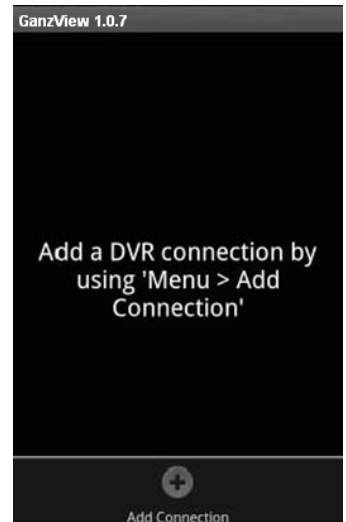 GanzView 1.0.7
Add a DVR connection by
using 'Menu > Add
Connection'
Add Connection